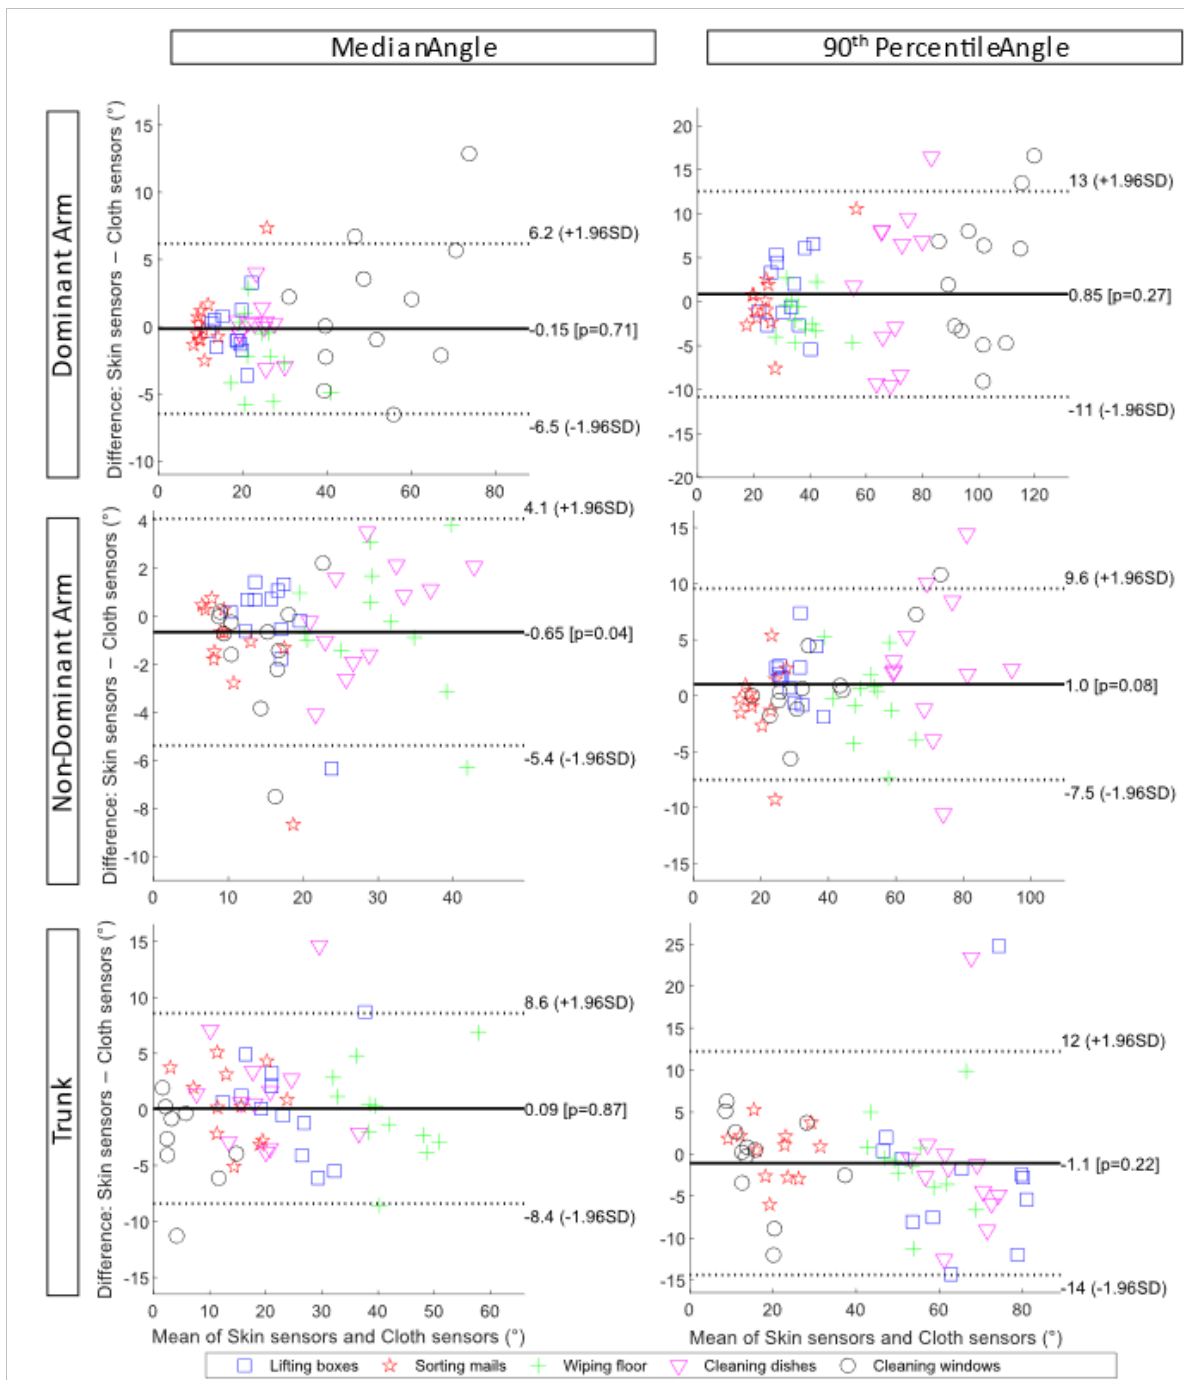 MedianAngle
90th PercentileAngle
Dominant Arm
Difference: Skin sensors – Cloth sensors (°)
15
10
5
0
-5
-10
0
20
40
60
80
6.2 (+1.96SD)
-0.15 [p=0.71]
-6.5 (-1.96SD)
20
15
10
5
0
-5
-10
-15
-20
0
20
40
60
80
100
120
13 (+1.96SD)
0.85 [p=0.27]
-11 (-1.96SD)
Non-Dominant Arm
Difference: Skin sensors – Cloth sensors (°)
4
2
0
-2
-4
-6
-8
-10
0
10
20
30
40
4.1 (+1.96SD)
-0.65 [p=0.04]
-5.4 (-1.96SD)
15
10
5
0
-5
-10
-15
0
20
40
60
80
100
9.6 (+1.96SD)
1.0 [p=0.08]
-7.5 (-1.96SD)
Trunk
Difference: Skin sensors – Cloth sensors (°)
15
10
5
0
-5
-10
-15
0
10
20
30
40
50
60
8.6 (+1.96SD)
0.09 [p=0.87]
-8.4 (-1.96SD)
Mean of Skin sensors and Cloth sensors (°)
25
20
15
10
5
0
-5
-10
-15
0
20
40
60
80
12 (+1.96SD)
-1.1 [p=0.22]
-14 (-1.96SD)
Mean of Skin sensors and Cloth sensors (°)
Lifting boxes Sorting mails Wiping floor Cleaning dishes Cleaning windows